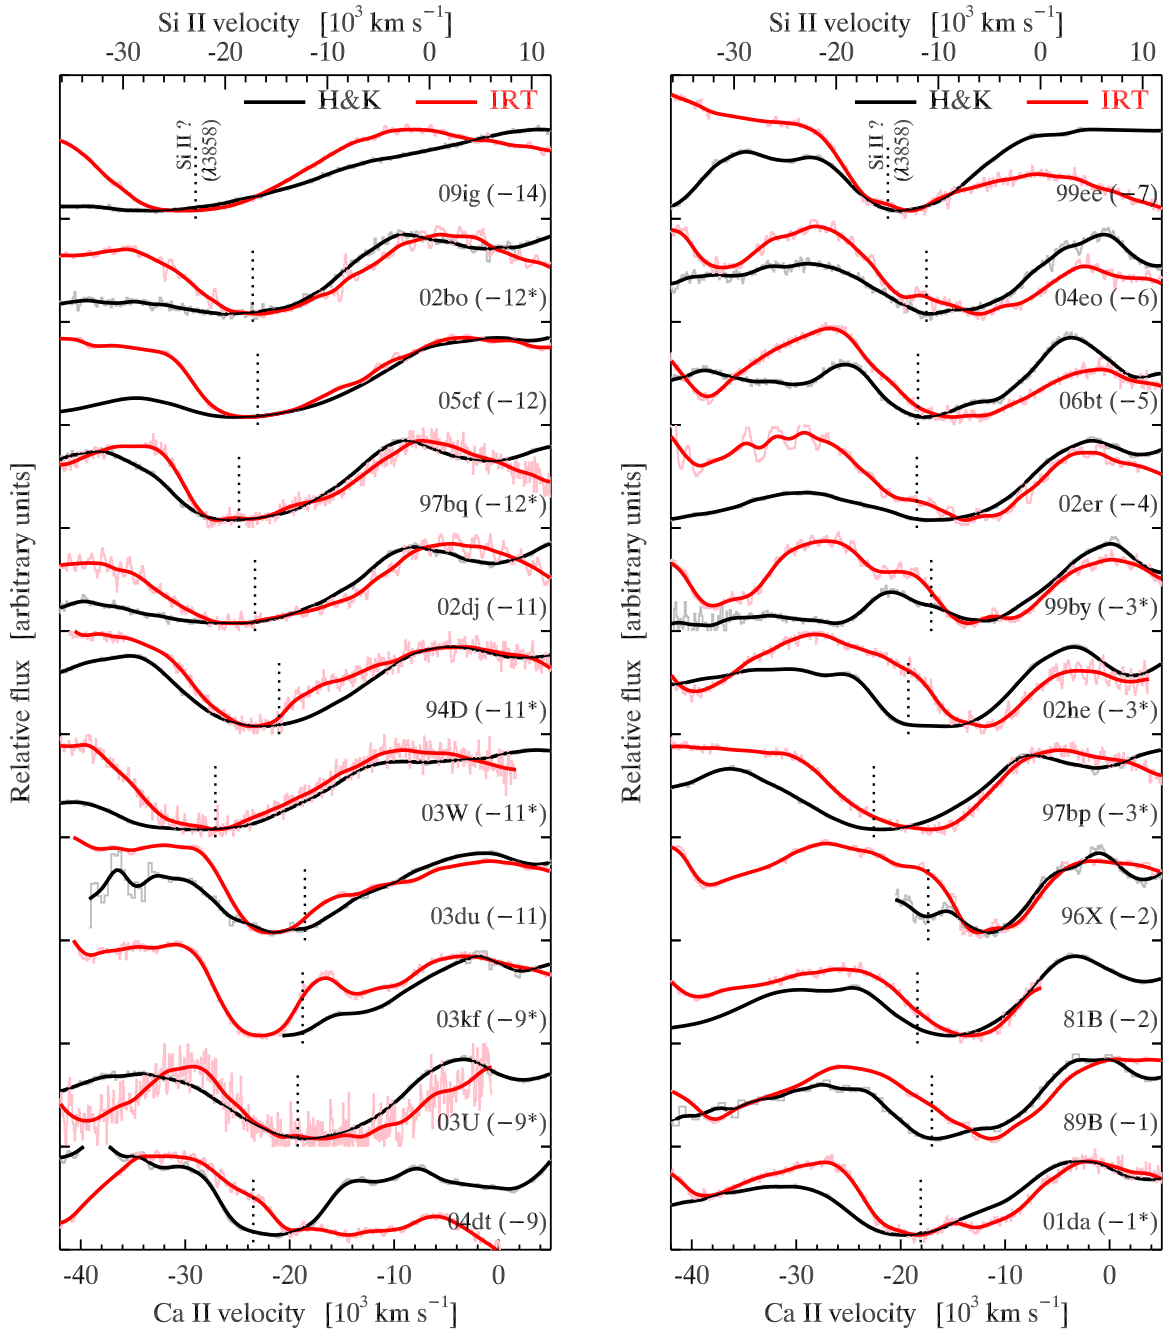 Si II velocity [10³ km s⁻¹]
-30 -20 -10 0
H&K IRT
Si II ?
(λ3858)
09ig (−14)
02bo (−12*)
05cf (−12)
97bq (−12*)
02dj (−11)
94D (−11*)
03W (−11*)
03du (−11)
03kf (−9*)
03U (−9*)
04dt (−9)
Relative flux [arbitrary units]
-40 -30 -20 -10 0
Ca II velocity [10³ km s⁻¹]
Si II velocity [10³ km s⁻¹]
-30 -20 -10 0 10
H&K IRT
Si II ?
(λ3858)
99ee (−7)
04eo (−6)
06bt (−5)
02er (−4)
99by (−3*)
02he (−3*)
97bp (−3*)
96X (−2)
81B (−2)
89B (−1)
01da (−1*)
Relative flux [arbitrary units]
-40 -30 -20 -10 0
Ca II velocity [10³ km s⁻¹]